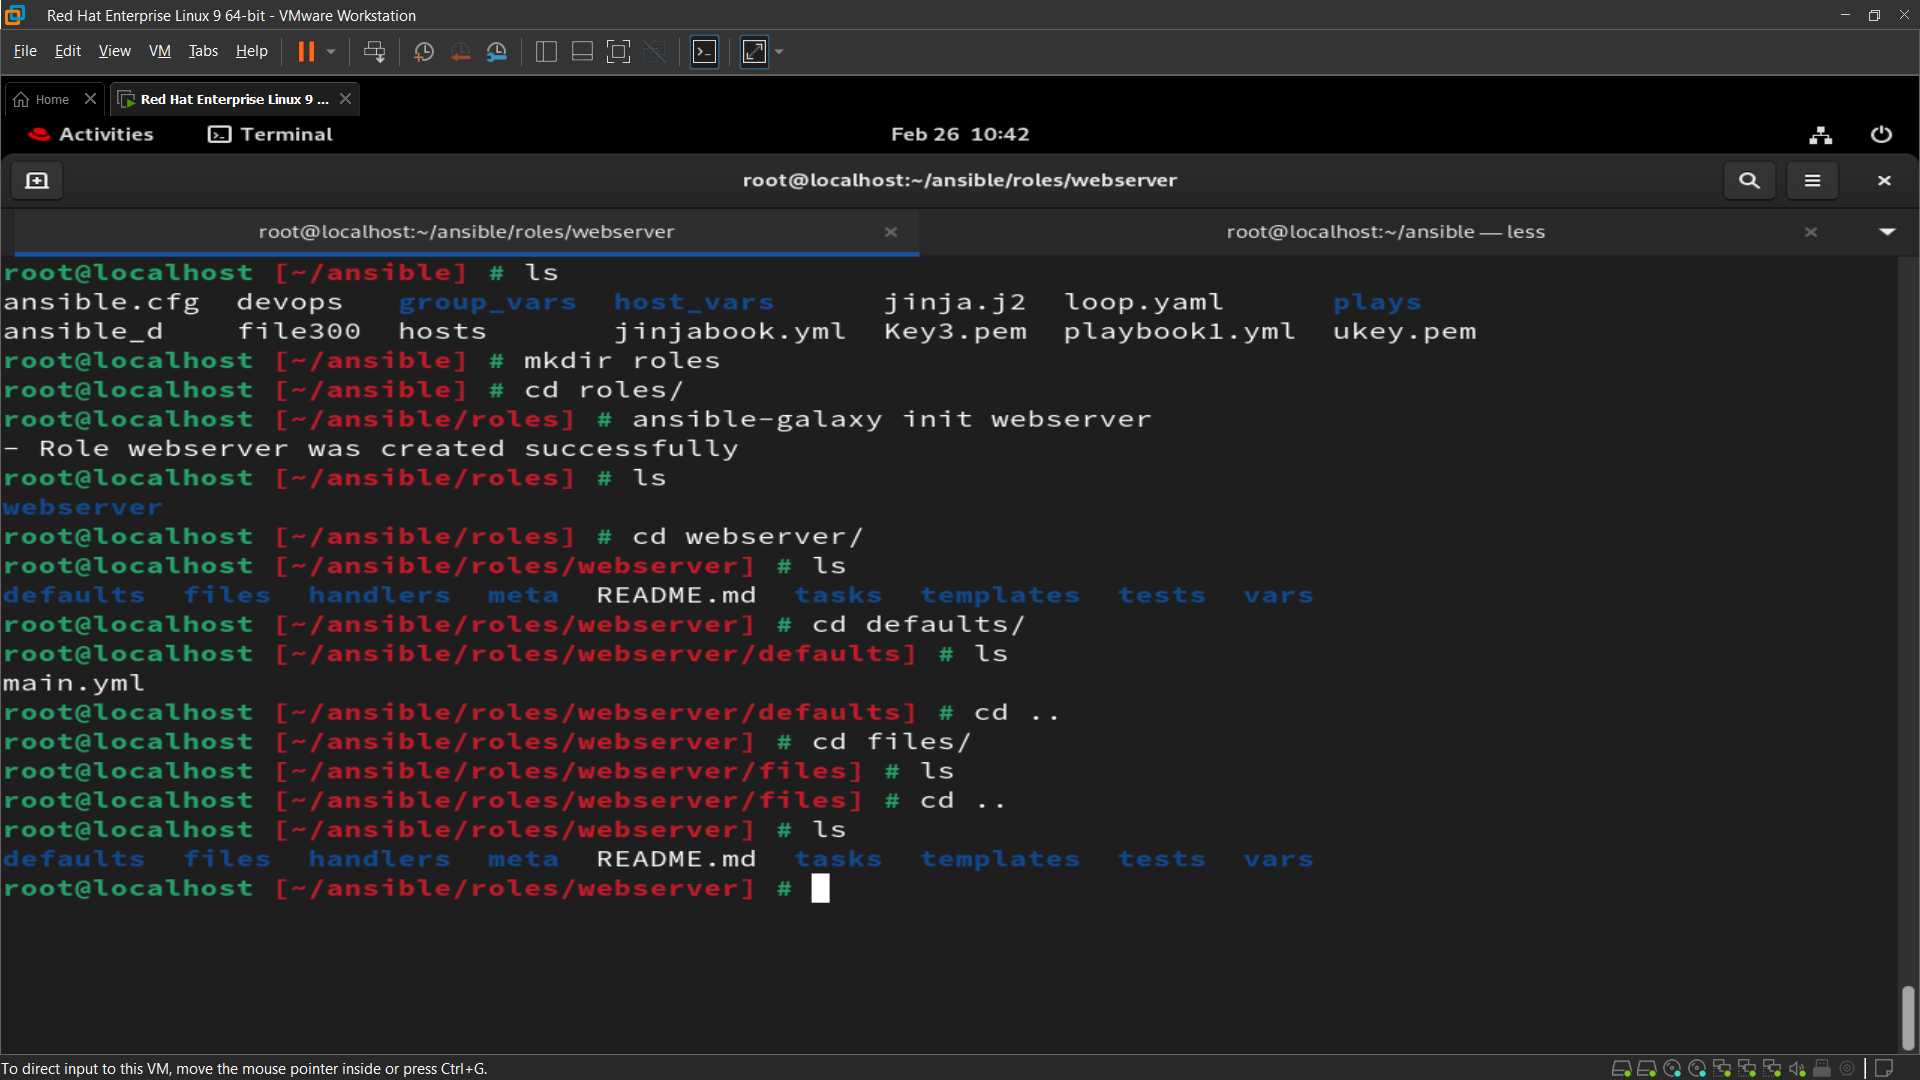 Red Hat Enterprise Linux 9 64-bit - VMware Workstation
File Edit View VM Tabs Help
Home Red Hat Enterprise Linux 9 ...
Activities Terminal Feb 26 10:42
root@localhost:~/ansible/roles/webserver
root@localhost:~/ansible/roles/webserver root@localhost:~/ansible — less
root@localhost [~/ansible] # ls
ansible.cfg devops group_vars host_vars jinja.j2 loop.yaml plays
ansible_d file300 hosts jinjabook.yml Key3.pem playbook1.yml ukey.pem
root@localhost [~/ansible] # mkdir roles
root@localhost [~/ansible] # cd roles/
root@localhost [~/ansible/roles] # ansible-galaxy init webserver
- Role webserver was created successfully
root@localhost [~/ansible/roles] # ls
webserver
root@localhost [~/ansible/roles] # cd webserver/
root@localhost [~/ansible/roles/webserver] # ls
defaults files handlers meta README.md tasks templates tests vars
root@localhost [~/ansible/roles/webserver] # cd defaults/
root@localhost [~/ansible/roles/webserver/defaults] # ls
main.yml
root@localhost [~/ansible/roles/webserver/defaults] # cd ..
root@localhost [~/ansible/roles/webserver] # cd files/
root@localhost [~/ansible/roles/webserver/files] # ls
root@localhost [~/ansible/roles/webserver/files] # cd ..
root@localhost [~/ansible/roles/webserver] # ls
defaults files handlers meta README.md tasks templates tests vars
root@localhost [~/ansible/roles/webserver] #
To direct input to this VM, move the mouse pointer inside or press Ctrl+G.